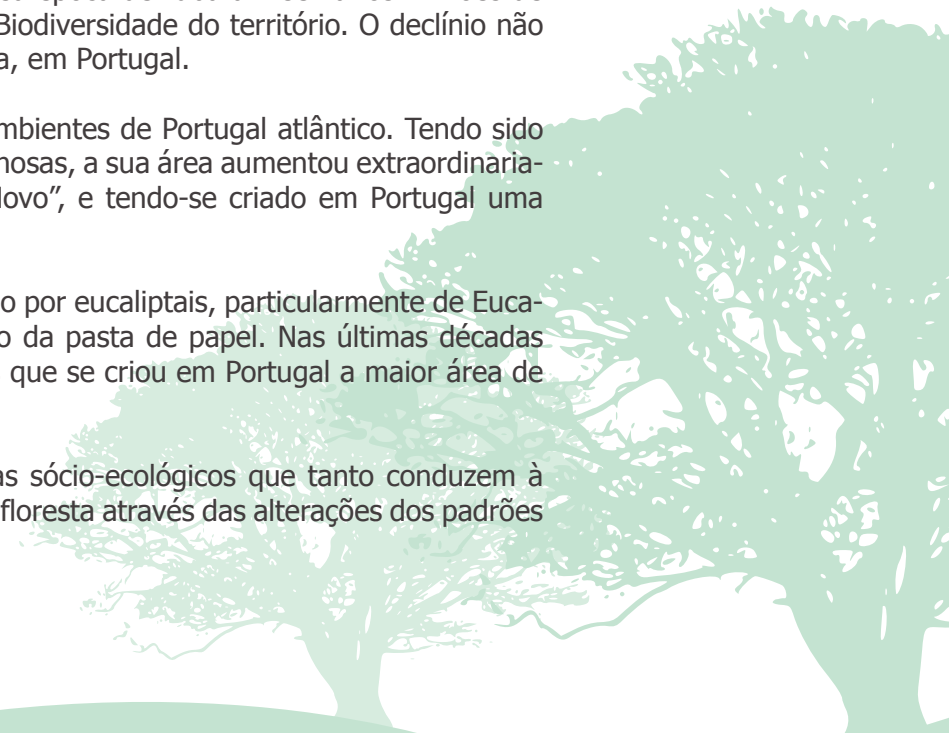 Biodiversidade do território. O declínio não
a, em Portugal.
mbientes de Portugal atlântico. Tendo sido
nosas, a sua área aumentou extraordinaria-
ovo”, e tendo-se criado em Portugal uma
o por eucaliptais, particularmente de Euca-
o da pasta de papel. Nas últimas décadas
que se criou em Portugal a maior área de
as sócio-ecológicos que tanto conduzem à
floresta através das alterações dos padrões